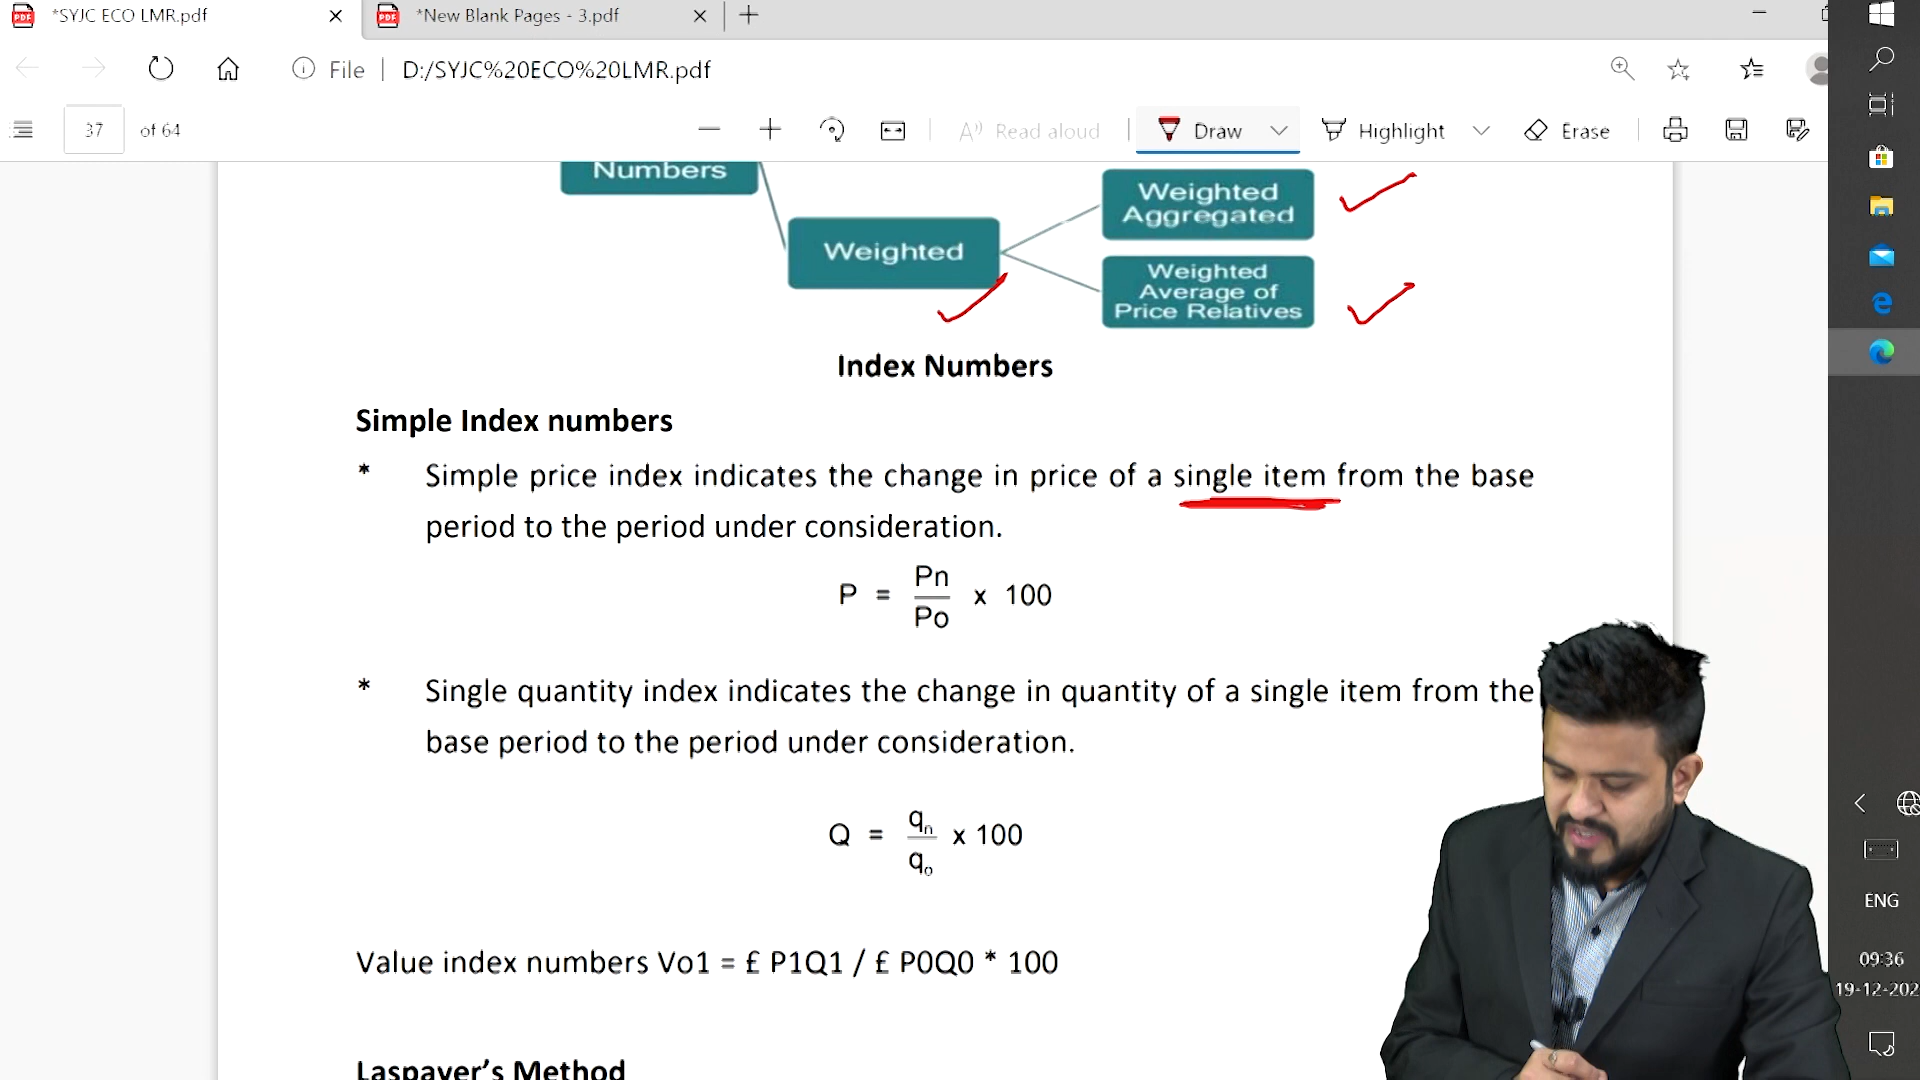 *SYJC ECO LMR.pdf
*New Blank Pages - 3.pdf
File
D:/SYJC%20ECO%20LMR.pdf
37 of 64
Read aloud
Draw
Highlight
Erase
Numbers
Weighted
Weighted
Aggregated
Weighted
Average of
Price Relatives
Index Numbers
Simple Index numbers
* Simple price index indicates the change in price of a single item from the base
period to the period under consideration.
P = Pn / Po x 100
* Single quantity index indicates the change in quantity of a single item from the
base period to the period under consideration.
Q = qn / qo x 100
Value index numbers Vo1 = £ P1Q1 / £ P0Q0 * 100
Laspayer's Method
ENG
09:36
19-12-202